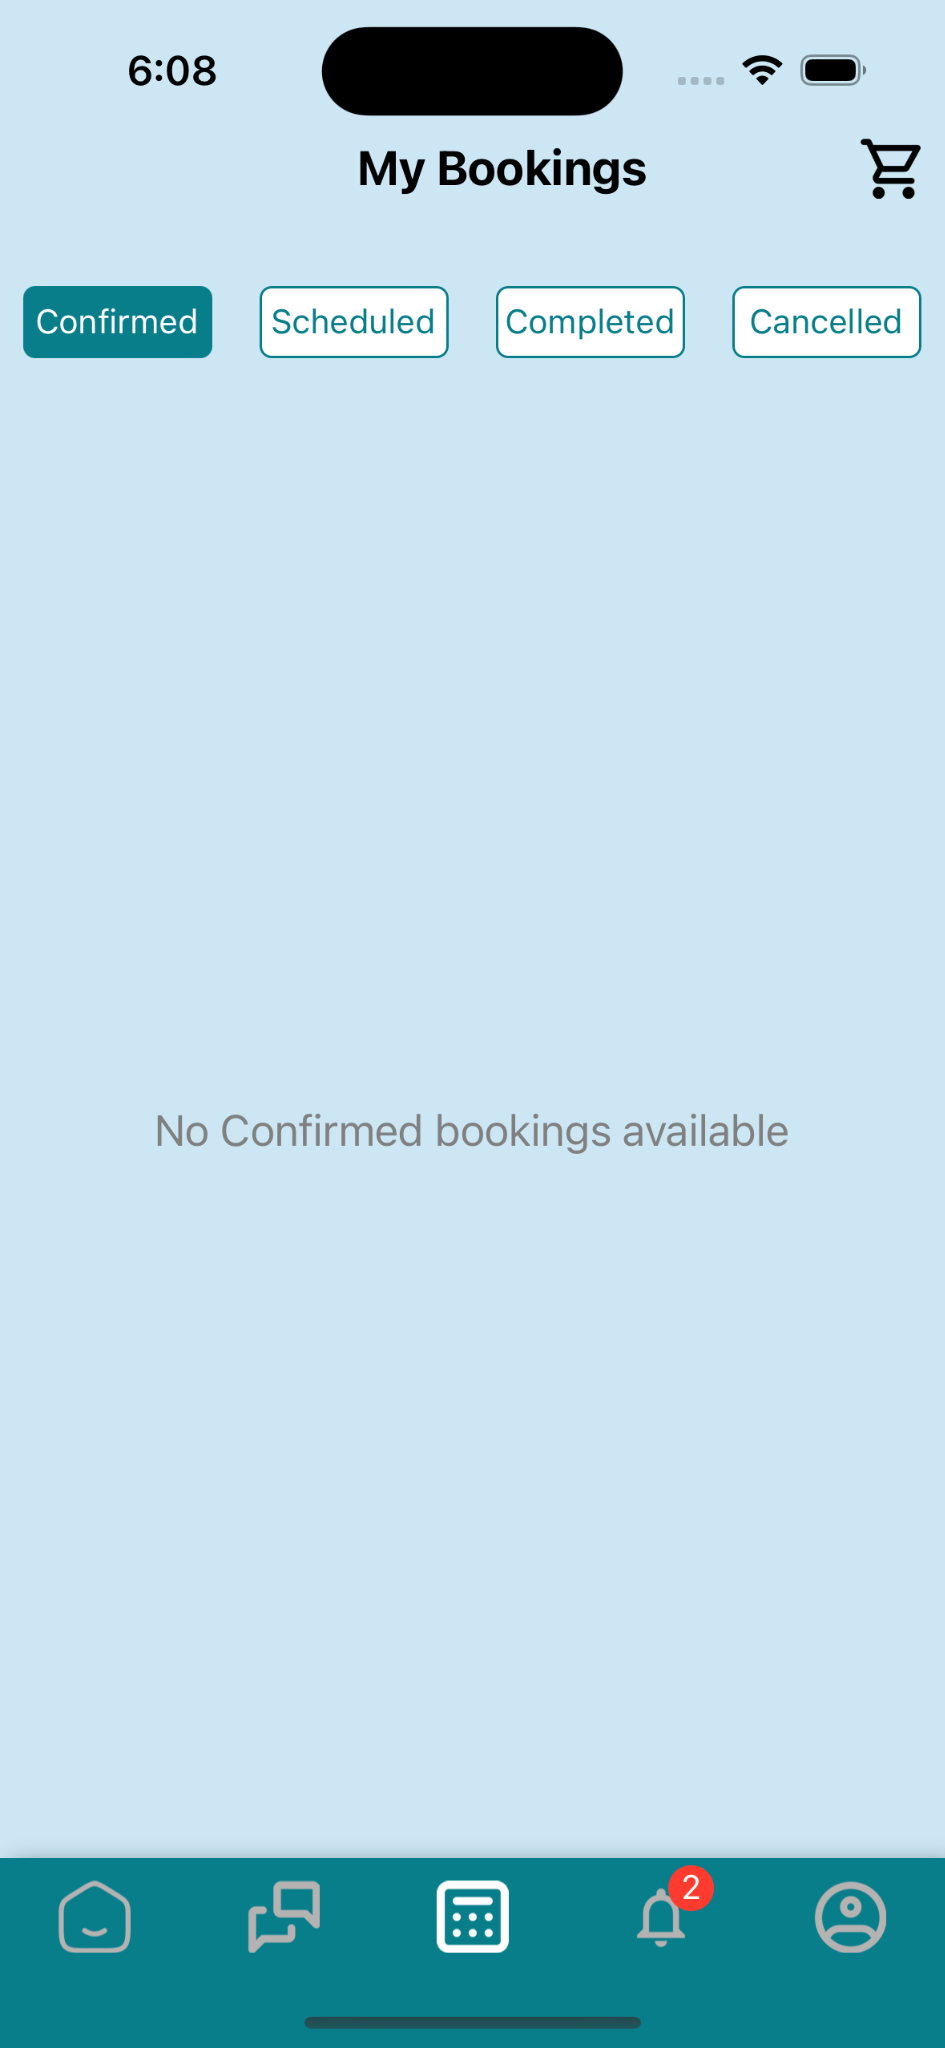 6:08
My Bookings
Confirmed Scheduled Completed Cancelled
No Confirmed bookings available
2